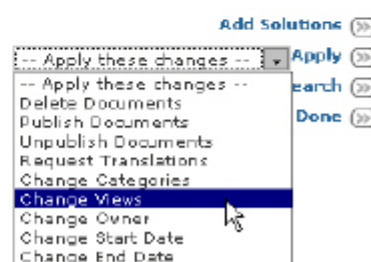 Add Solutions
-- Apply these changes -- Apply
-- Apply these changes --
earch
Delete Documents
Publish Documents
Done
Unpublish Documents
Request Translations
Change Categories
Change Views
Change Owner
Change Start Date
Change End Date